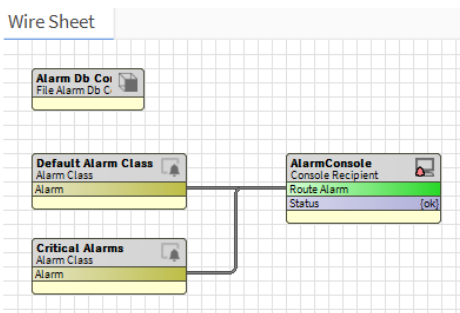 Wire Sheet
Alarm Db Co
File Alarm Db C
Default Alarm Class
Alarm Class
Alarm
AlarmConsole
Console Recipient
Route Alarm
Status {ok}
Critical Alarms
Alarm Class
Alarm